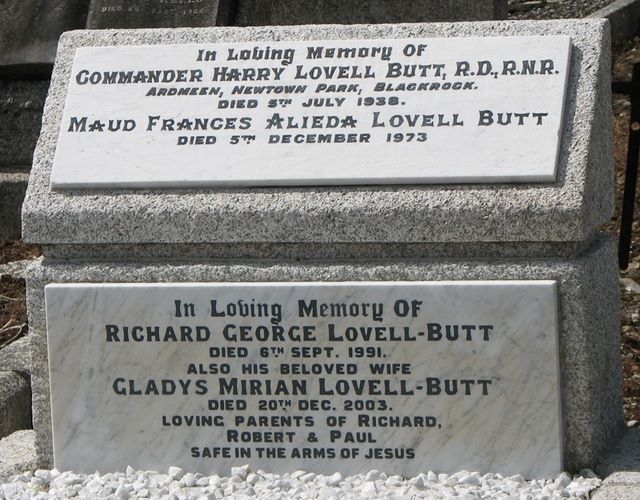 In Loving Memory Of
Commander Harry Lovell Butt, R.D., R.N.R.
Ardmeen, Newtown Park, Blackrock.
Died 5th July 1938.
Maud Frances Alieda Lovell Butt
Died 5th December 1973
In Loving Memory Of
Richard George Lovell-Butt
Died 6th Sept. 1991.
Also His Beloved Wife
Gladys Mirian Lovell-Butt
Died 20th Dec. 2003.
Loving Parents of Richard,
Robert & Paul
Safe in the Arms of Jesus